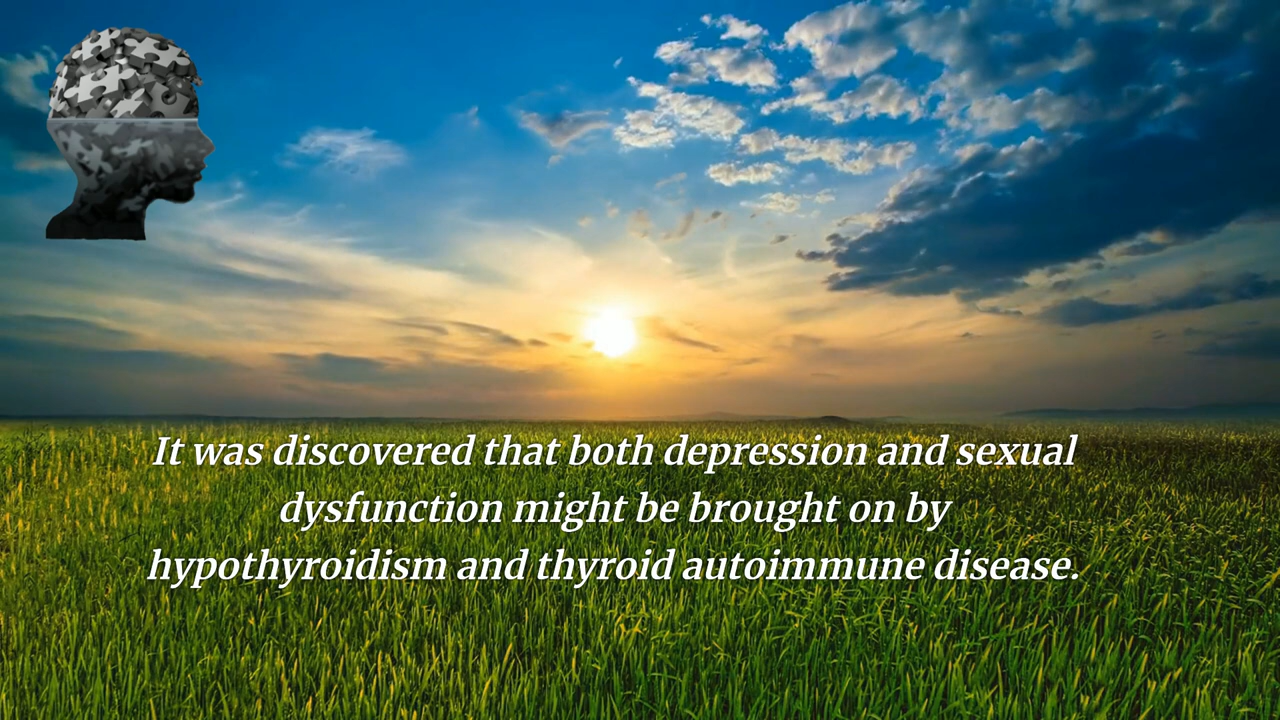 It was discovered that both depression and sexual
dysfunction might be brought on by
hypothyroidism and thyroid autoimmune disease.